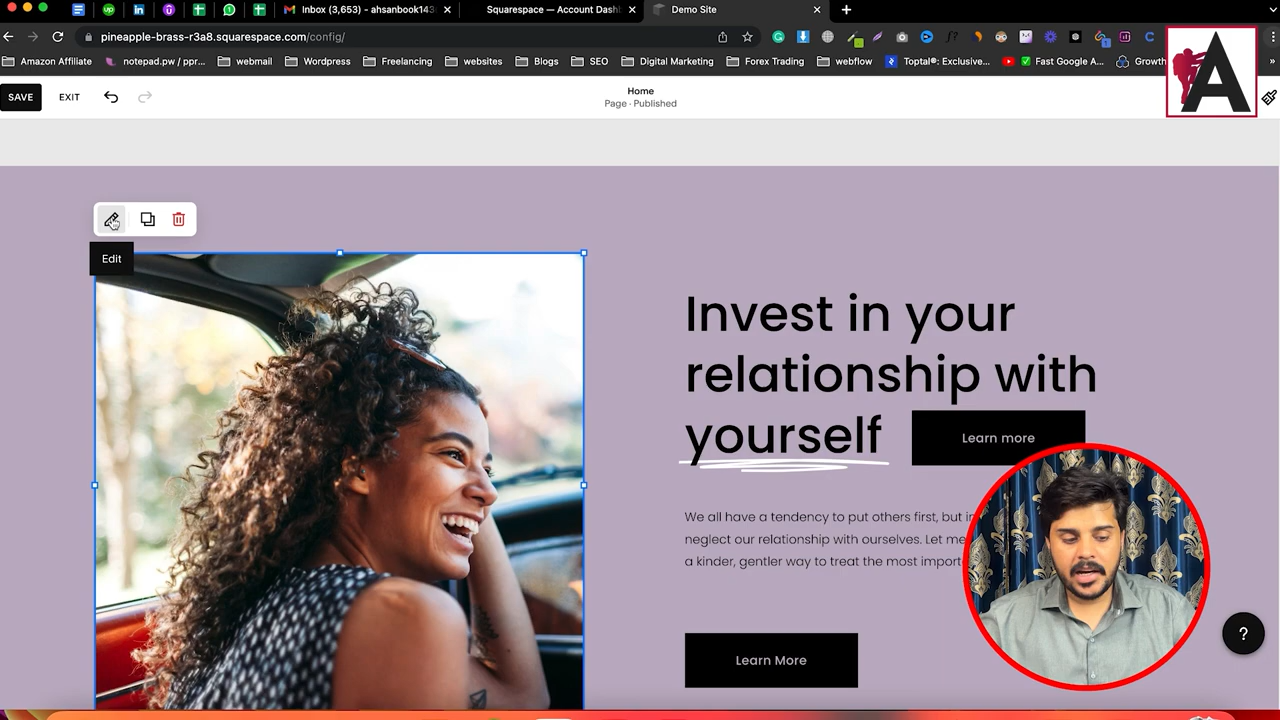 Inbox (3,653) – ahsanbook143
Squarespace — Account Dash
Demo Site
pineapple-brass-r3a8.squarespace.com/config/
Amazon Affiliate
notepad.pw / ppr...
webmail
Wordpress
Freelancing
websites
Blogs
SEO
Digital Marketing
Forex Trading
webflow
Toptal®: Exclusive...
Fast Google A...
Growth
A
SAVE
EXIT
Home
Page · Published
Edit
Invest in your
relationship with
yourself
Learn more
We all have a tendency to put others first, but
neglect our relationship with ourselves. Let me
a kinder, gentler way to treat the most
Learn More
?